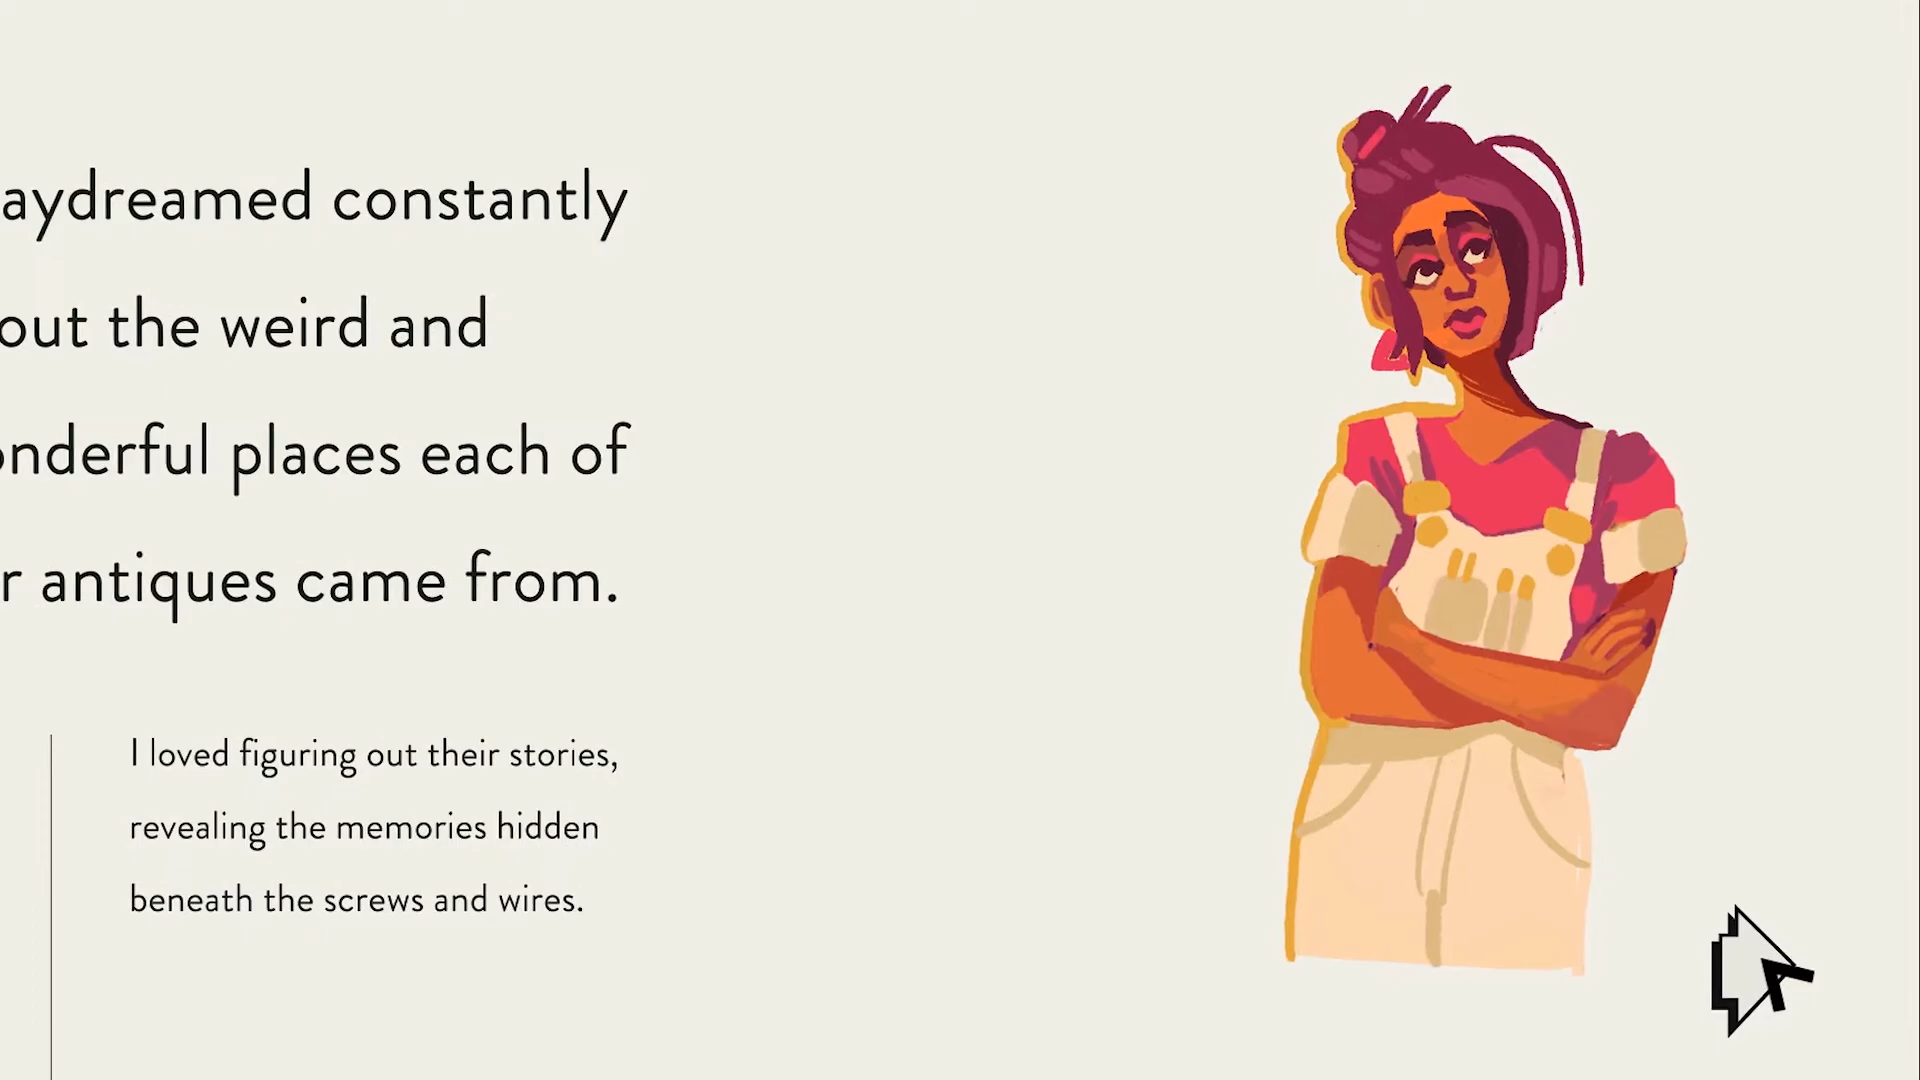 aydreamed constantly
out the weird and
onderful places each of
r antiques came from.
I loved figuring out their stories,
revealing the memories hidden
beneath the screws and wires.